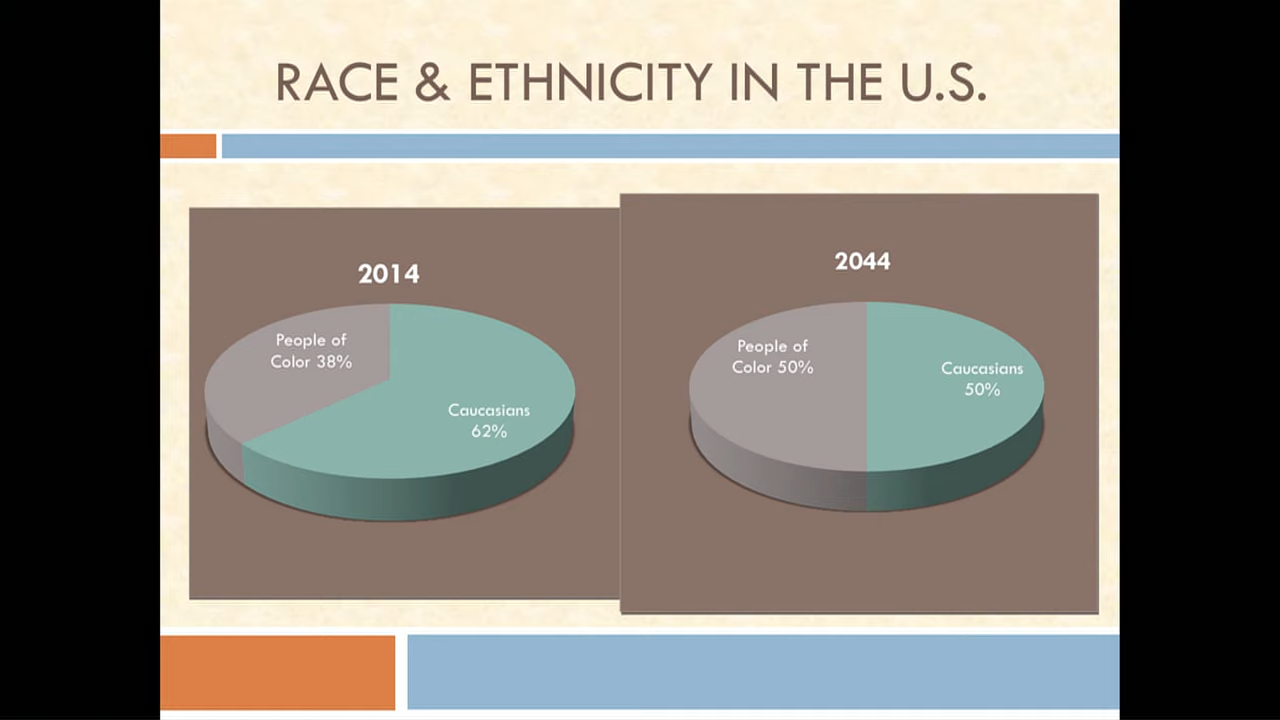 RACE & ETHNICITY IN THE U.S.
2014
People of
Color 38%
Caucasians
62%
2044
People of
Color 50%
Caucasians
50%